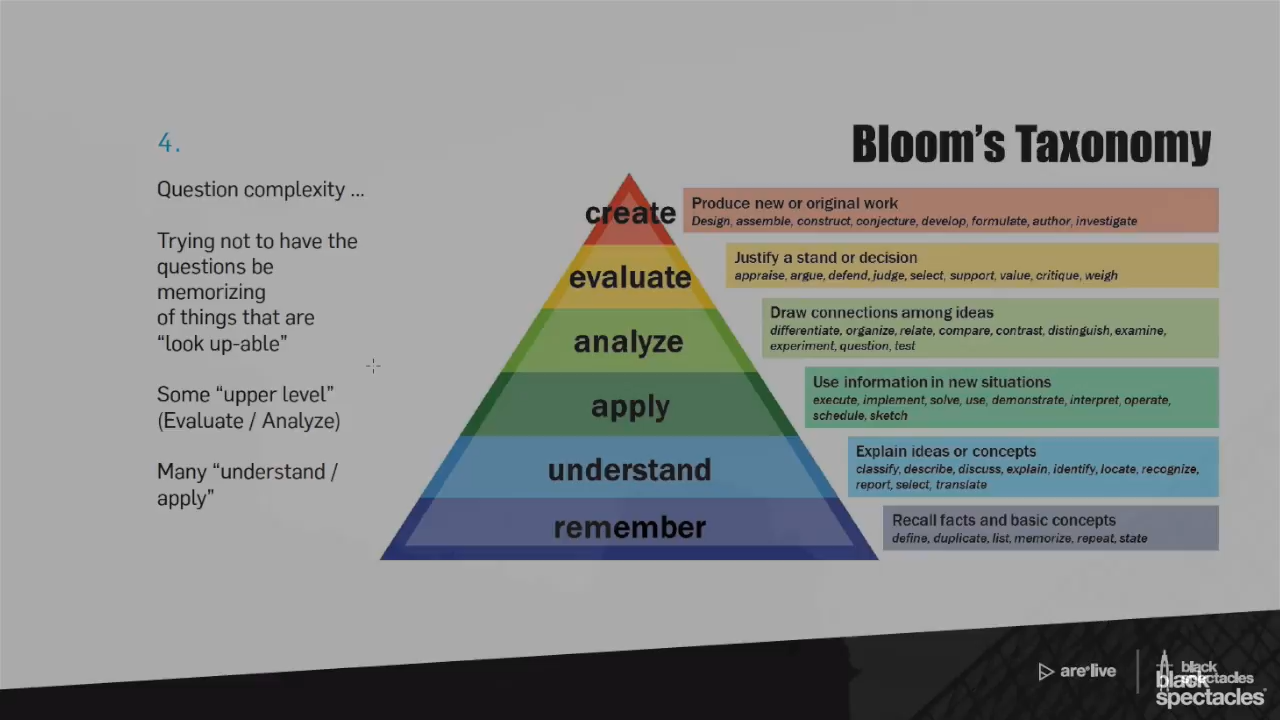 4.
Question complexity ...
Trying not to have the
questions be
memorizing
of things that are
“look up-able”
Some “upper level”
(Evaluate / Analyze)
Many “understand /
apply”
Bloom’s Taxonomy
create
Produce new or original work
Design, assemble, construct, conjecture, develop, formulate, author, investigate
evaluate
Justify a stand or decision
appraise, argue, defend, judge, select, support, value, critique, weigh
analyze
Draw connections among ideas
differentiate, organize, relate, compare, contrast, distinguish, examine,
experiment, question, test
apply
Use information in new situations
execute, implement, solve, use, demonstrate, interpret, operate,
schedule, sketch
understand
Explain ideas or concepts
classify, describe, discuss, explain, identify, locate, recognize,
report, select, translate
remember
Recall facts and basic concepts
define, duplicate, list, memorize, repeat, state
are live
black
spectacles
black
spectacles